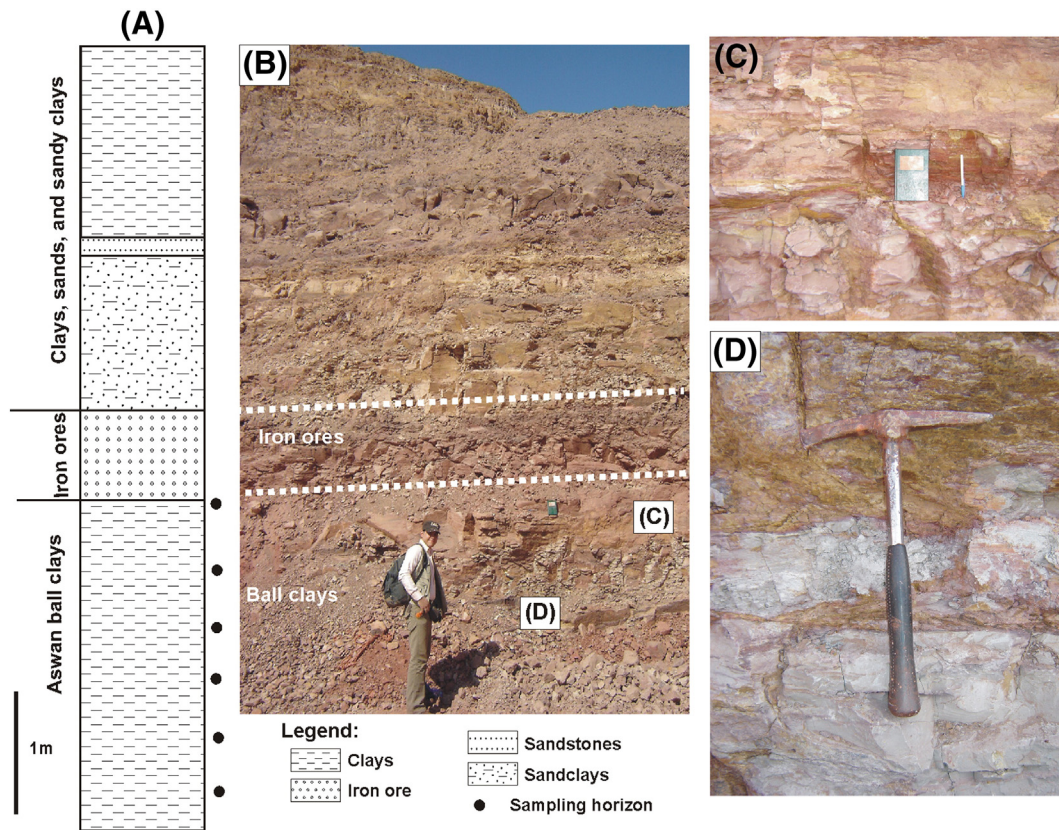 (A)
Clays, sands, and sandy clays
Iron ores
Aswan ball clays
1m
(B)
Iron ores
Ball clays
(C)
(D)
Legend:
Clays
Iron ore
Sandstones
Sandclays
Sampling horizon
(C)
(D)